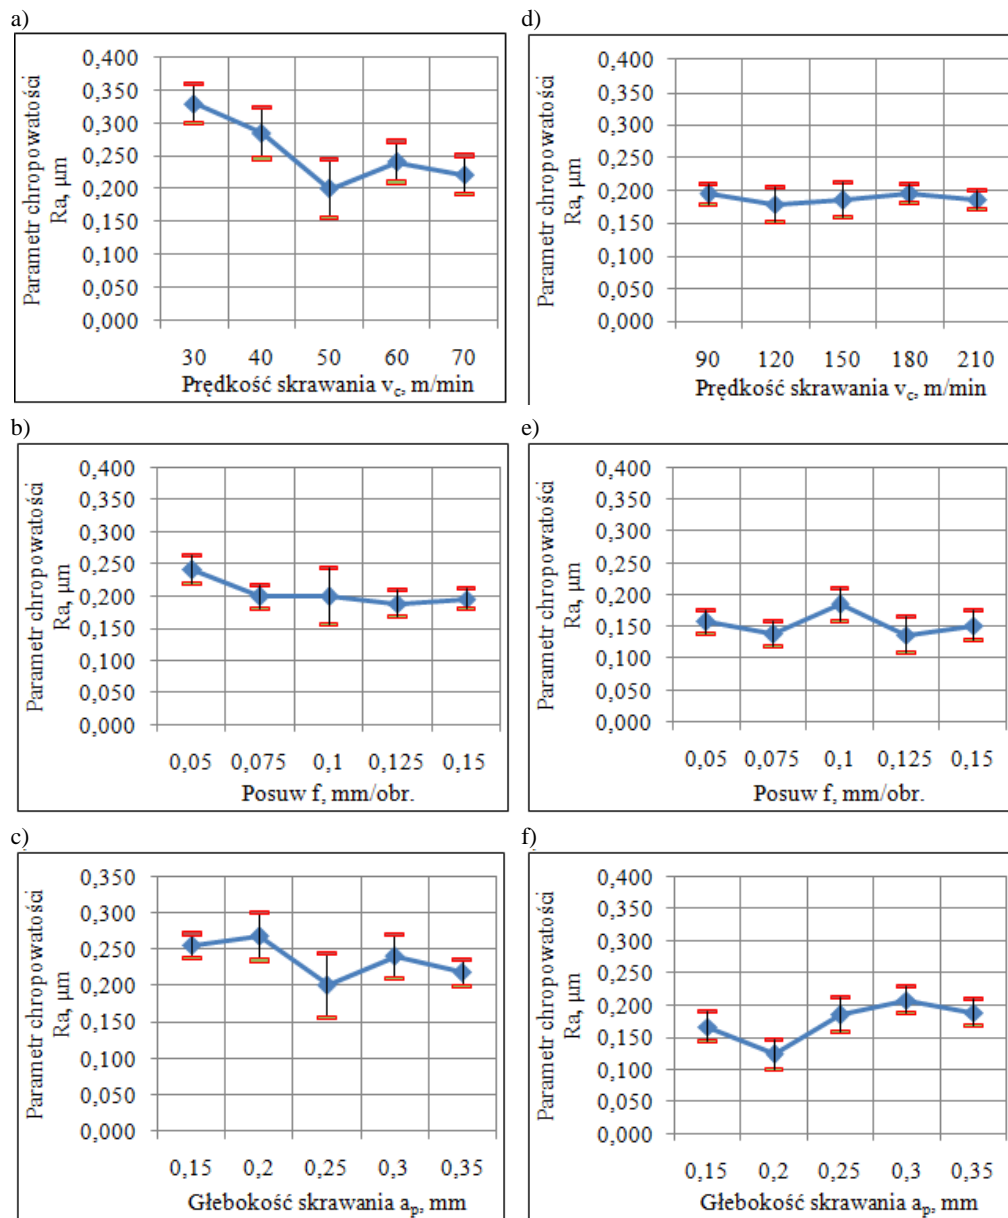 a)
Parametr chropowatości
Ra, μm
0,400
0,350
0,300
0,250
0,200
0,150
0,100
0,050
0,000
30 40 50 60 70
Prędkość skrawania vc, m/min
d)
Parametr chropowatości
Ra, μm
0,400
0,350
0,300
0,250
0,200
0,150
0,100
0,050
0,000
90 120 150 180 210
Prędkość skrawania vc, m/min
b)
Parametr chropowatości
Ra, μm
0,400
0,350
0,300
0,250
0,200
0,150
0,100
0,050
0,000
0,05 0,075 0,1 0,125 0,15
Posuw f, mm/obr.
e)
Parametr chropowatości
Ra, μm
0,400
0,350
0,300
0,250
0,200
0,150
0,100
0,050
0,000
0,05 0,075 0,1 0,125 0,15
Posuw f, mm/obr.
c)
Parametr chropowatości
Ra, μm
0,350
0,300
0,250
0,200
0,150
0,100
0,050
0,000
0,15 0,2 0,25 0,3 0,35
Głebokość skrawania ap, mm
f)
Parametr chropowatości
Ra, μm
0,400
0,350
0,300
0,250
0,200
0,150
0,100
0,050
0,000
0,15 0,2 0,25 0,3 0,35
Głebokość skrawania ap, mm